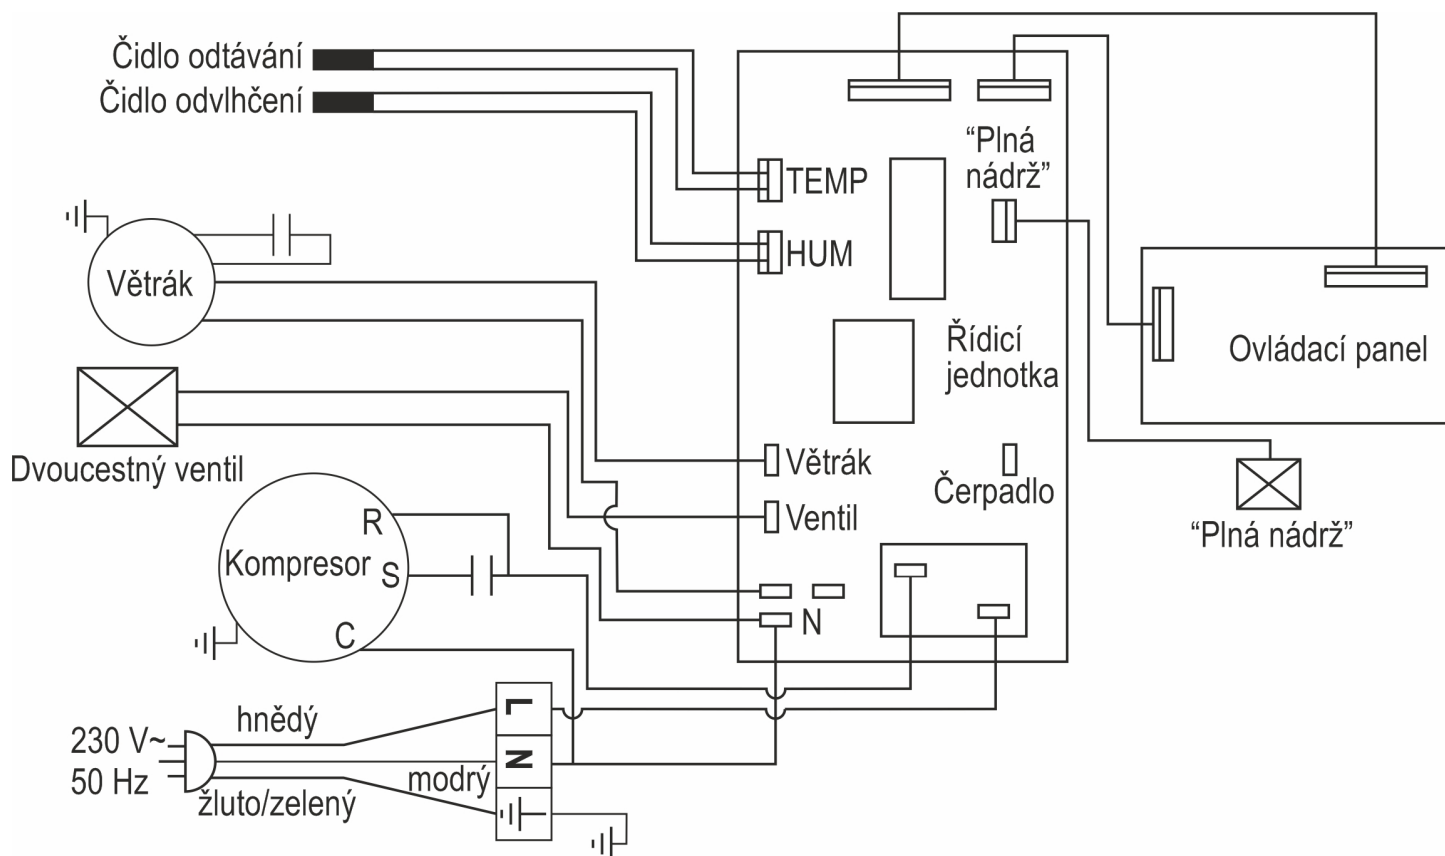 Čidlo odtávání
Čidlo odvlhčení
“Plná
nádrž”
TEMP
HUM
Větrák
Řídicí
jednotka
Ovládací panel
Dvoucestný ventil
Větrák
Čerpadlo
Ventil
“Plná nádrž”
R
Kompresor
S
C
N
L
hnědý
230 V~
50 Hz
N
modrý
žluto/zelený